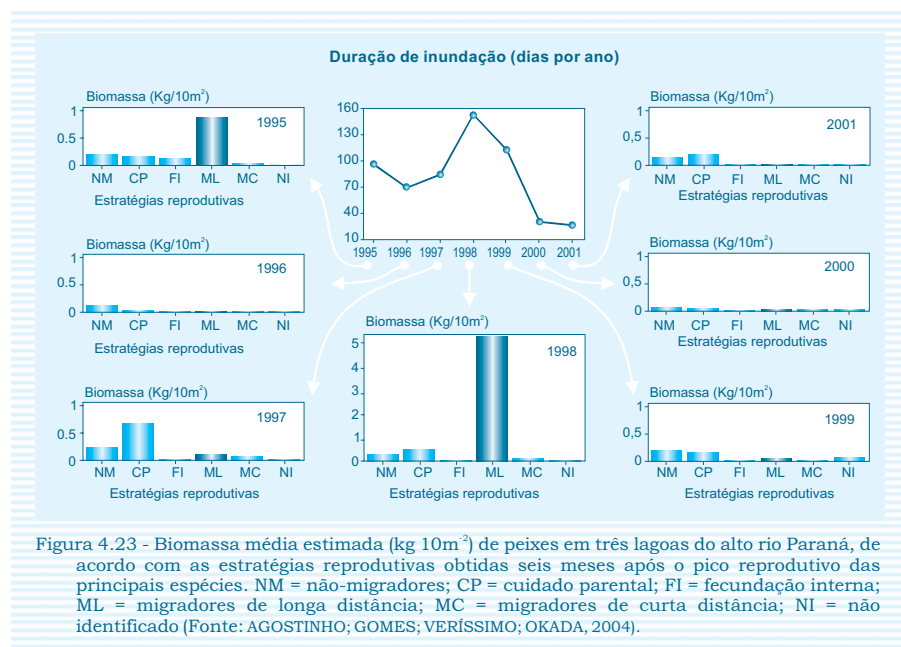 Duração de inundação (dias por ano)
Biomassa (Kg/10m²)
1
0.5
0
1995
NM CP FI ML MC NI
Estratégias reprodutivas
160
130
100
70
40
10
1995 1996 1997 1998 1999 2000 2001
Biomassa (Kg/10m²)
1
0,5
0
2001
NM CP FI ML MC NI
Estratégias reprodutivas
Biomassa (Kg/10m²)
1
0.5
0
1996
NM CP FI ML MC NI
Estratégias reprodutivas
Biomassa (Kg/10m²)
1
0,5
0
2000
NM CP FI ML MC NI
Estratégias reprodutivas
Biomassa (Kg/10m²)
1
0.5
0
1997
NM CP FI ML MC NI
Estratégias reprodutivas
Biomassa (Kg/10m²)
5
4
3
2
1
0
1998
NM CP FI ML MC NI
Estratégias reprodutivas
Biomassa (Kg/10m²)
1
0,5
0
1999
NM CP FI ML MC NI
Estratégias reprodutivas
Figura 4.23 - Biomassa média estimada (kg 10m⁻²) de peixes em três lagoas do alto rio Paraná, de
acordo com as estratégias reprodutivas obtidas seis meses após o pico reprodutivo das
principais espécies. NM = não-migradores; CP = cuidado parental; FI = fecundação interna;
ML = migradores de longa distância; MC = migradores de curta distância; NI = não
identificado (Fonte: AGOSTINHO; GOMES; VERÍSSIMO; OKADA, 2004).